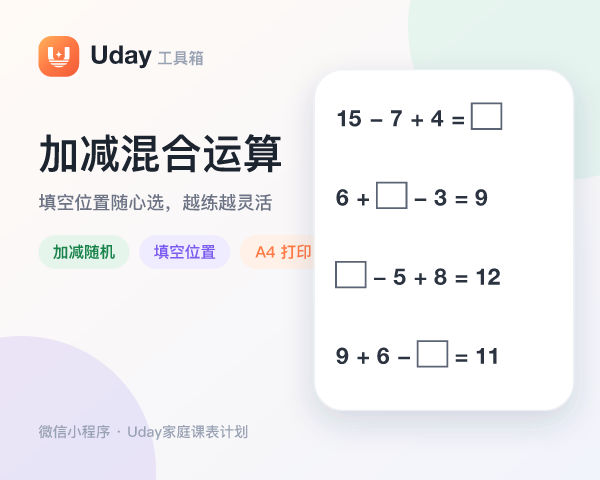 Uday 工具箱
加减混合运算
填空位置随心选，越练越灵活
加减随机 填空位置 A4 打印
15 − 7 + 4 = □
6 + □ − 3 = 9
□ − 5 + 8 = 12
9 + 6 − □ = 11
微信小程序 · Uday家庭课表计划